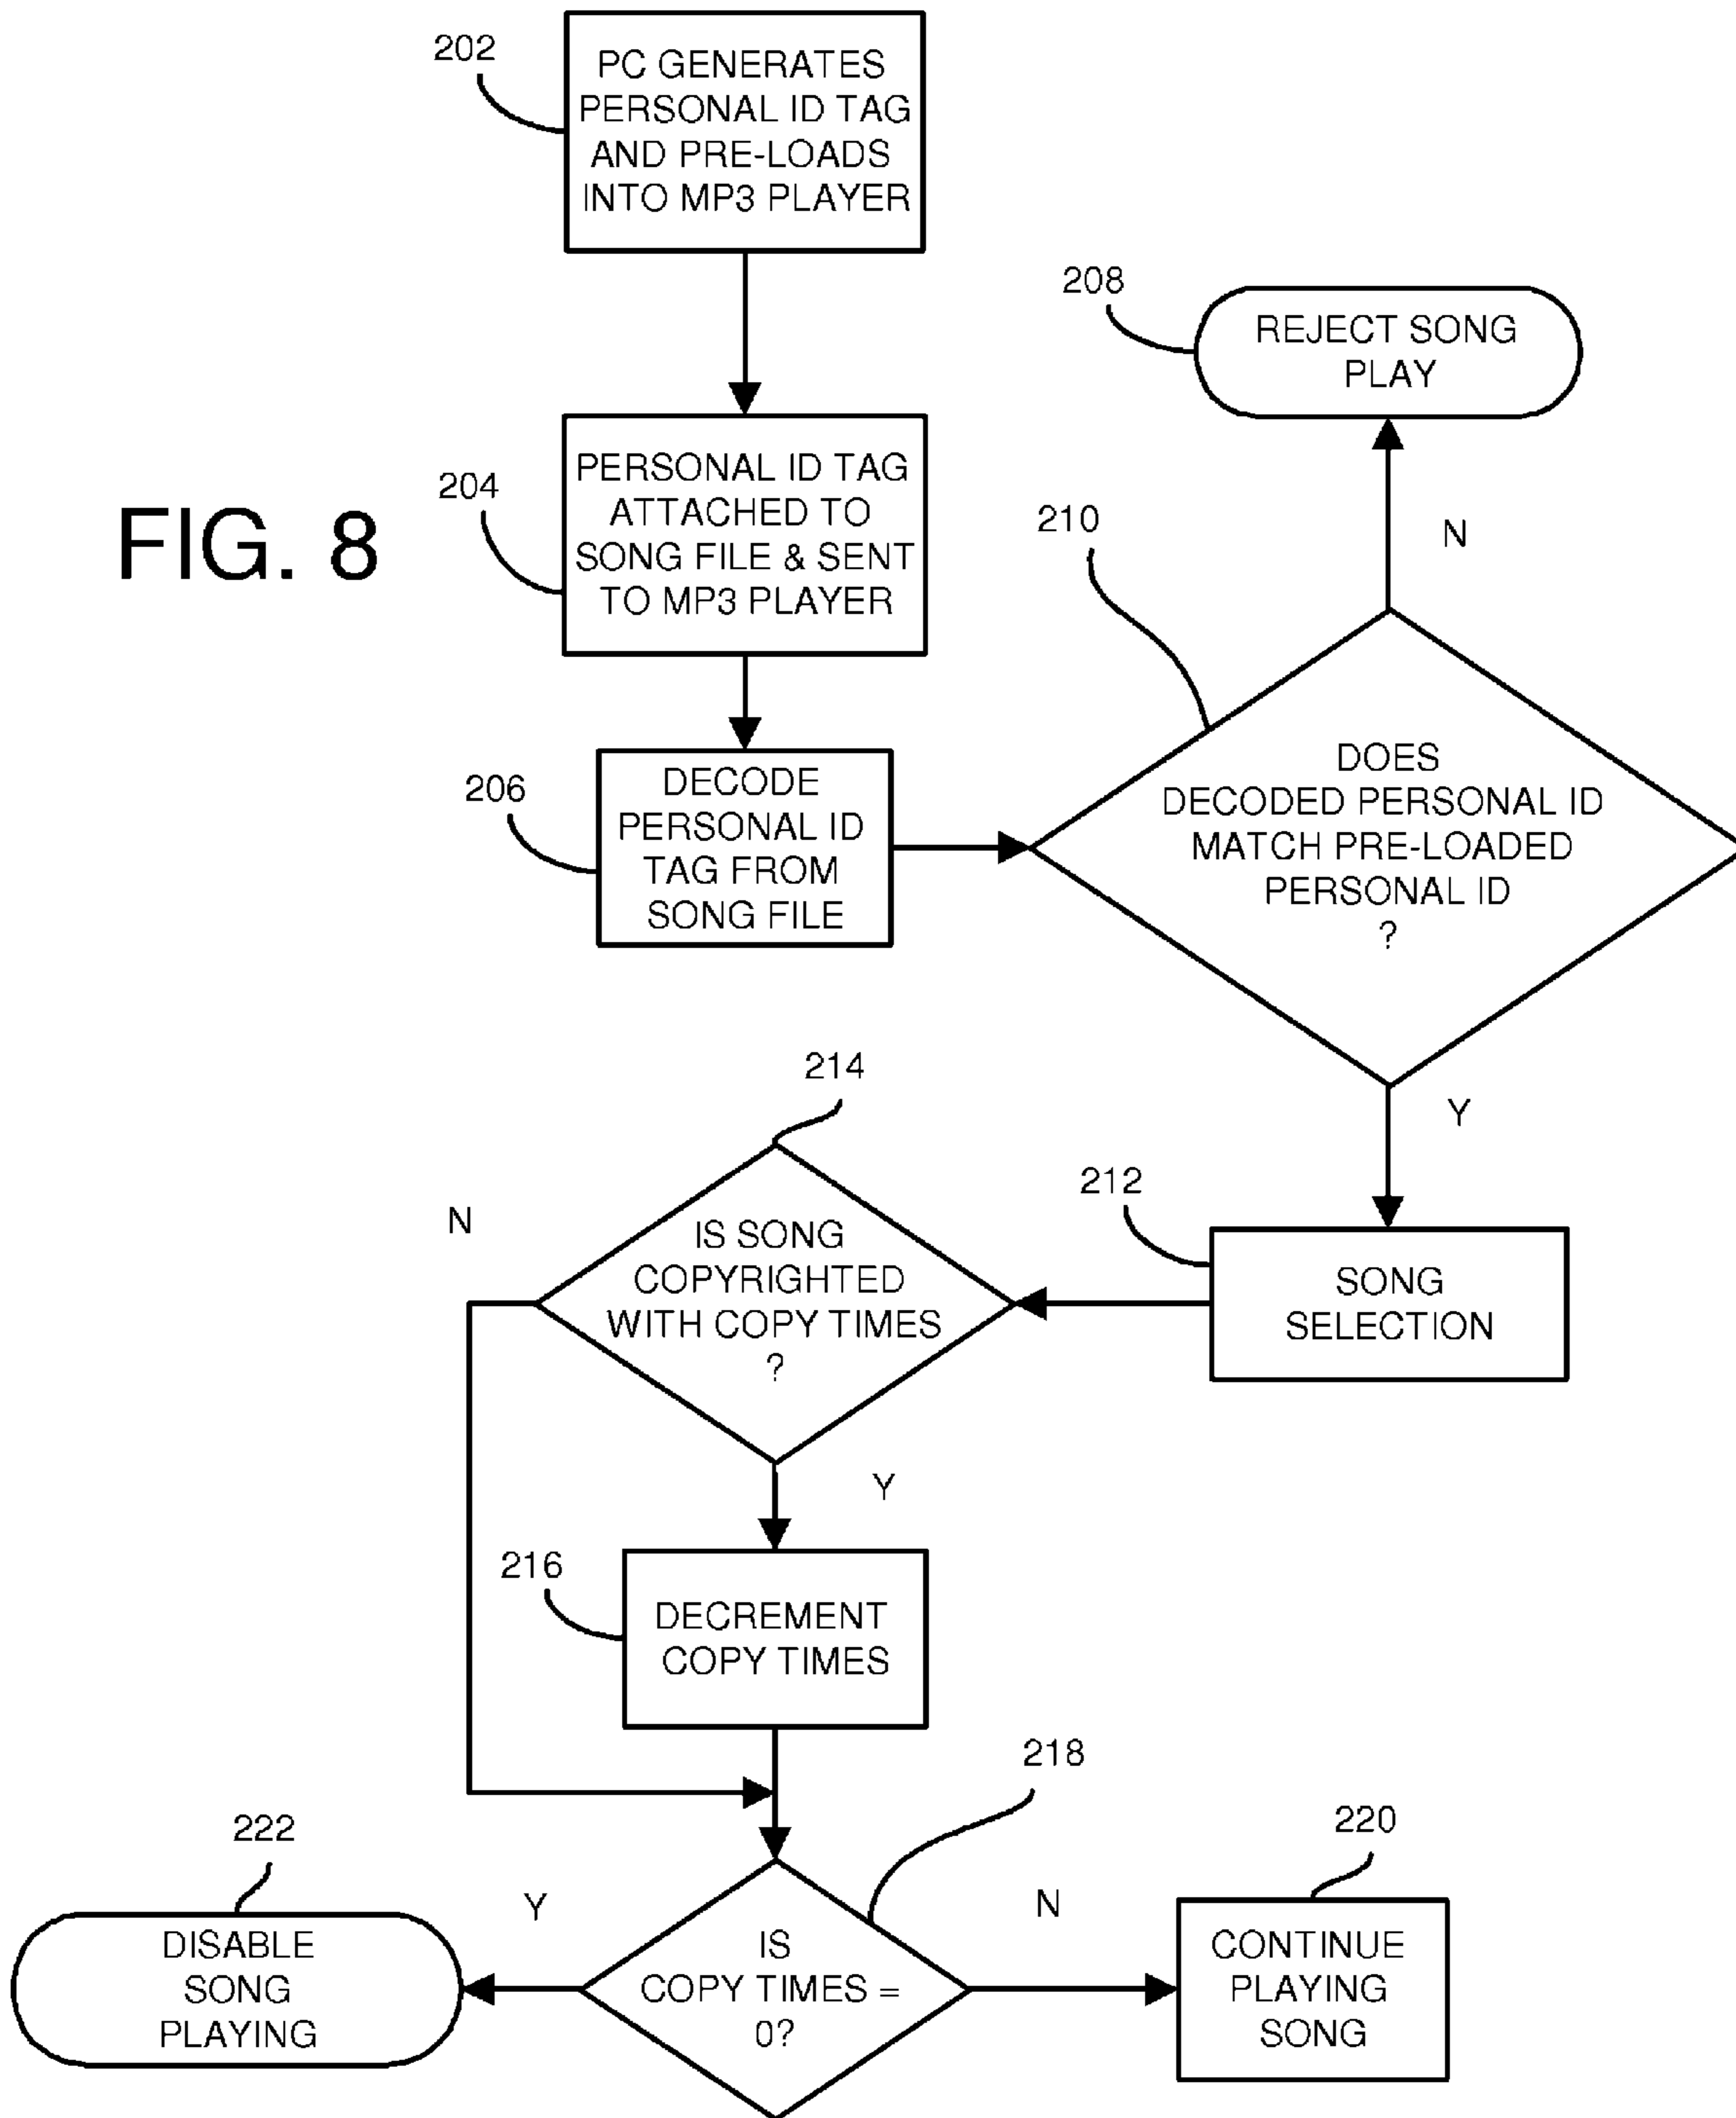 202
PC GENERATES
PERSONAL ID TAG
AND PRE-LOADS
INTO MP3 PLAYER
208
REJECT SONG
PLAY
FIG. 8
204
PERSONAL ID TAG
ATTACHED TO
SONG FILE & SENT
TO MP3 PLAYER
210
N
206
DECODE
PERSONAL ID
TAG FROM
SONG FILE
DOES
DECODED PERSONAL ID
MATCH PRE-LOADED
PERSONAL ID
?
Y
214
N
IS SONG
COPYRIGHTED
WITH COPY TIMES
?
212
SONG
SELECTION
Y
216
DECREMENT
COPY TIMES
218
222
DISABLE
SONG
PLAYING
Y
IS
COPY TIMES =
0?
N
220
CONTINUE
PLAYING
SONG